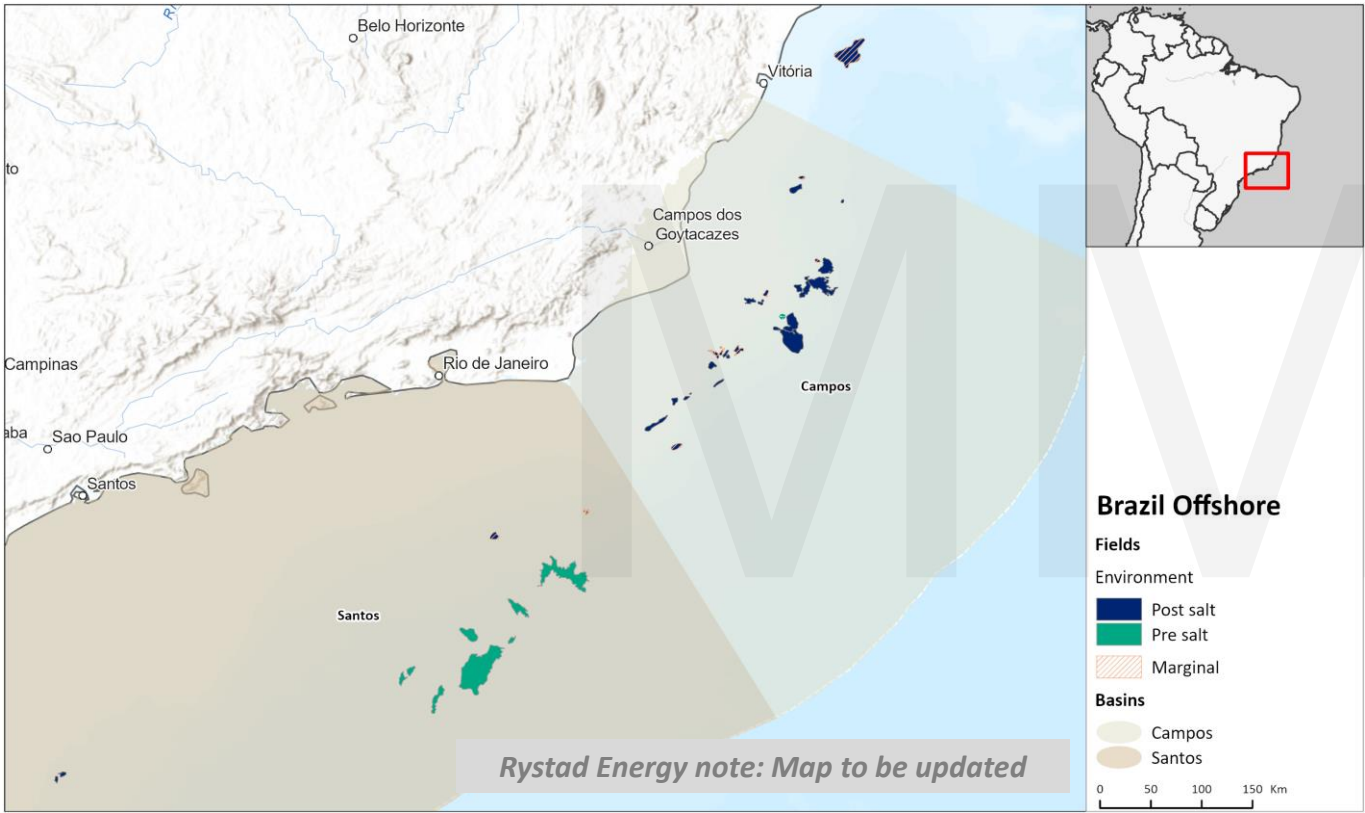 Belo Horizonte
Vitória
to
Campos dos
Goytacazes
Campinas
Rio de Janeiro
Campos
aba
Sao Paulo
Santos
Santos
Rystad Energy note: Map to be updated
Brazil Offshore
Fields
Environment
Post salt
Pre salt
Marginal
Basins
Campos
Santos
0 50 100 150 Km